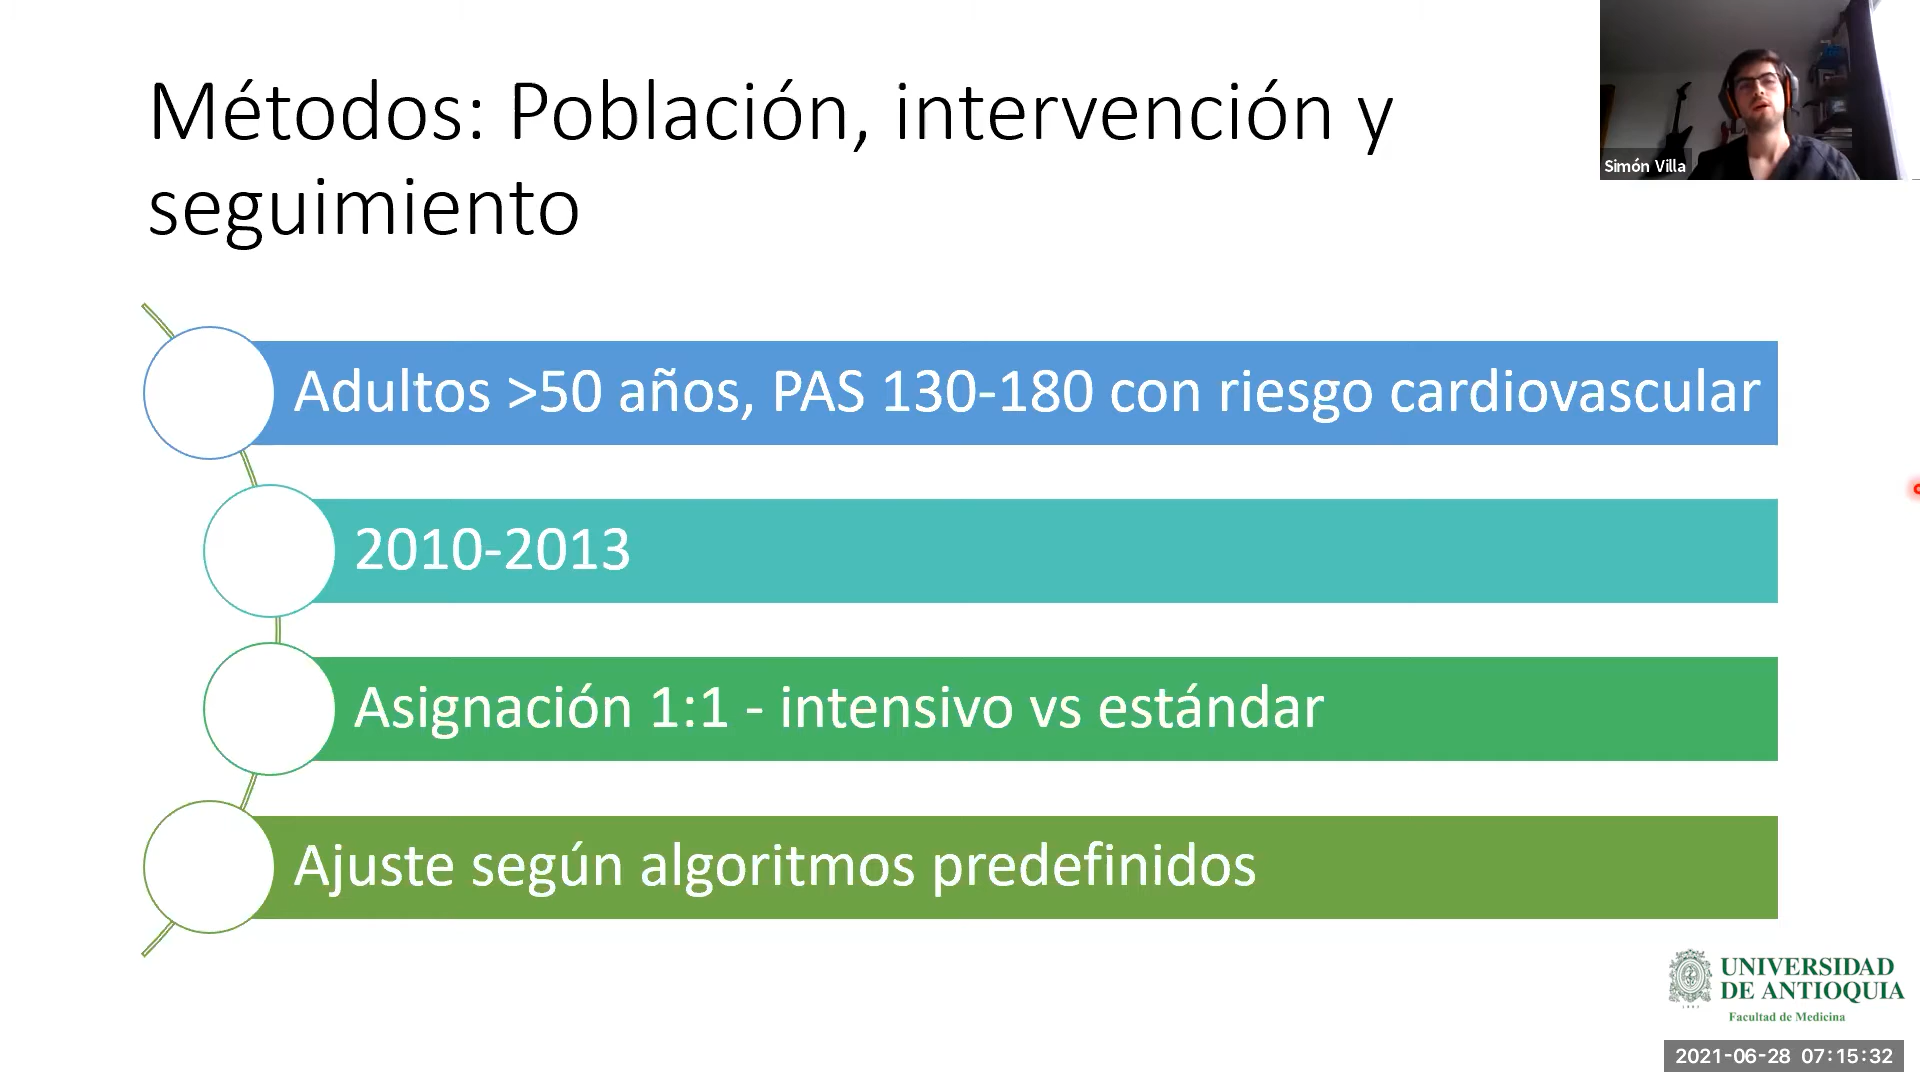 Métodos: Población, intervención y
seguimiento
Simón Villa
Adultos >50 años, PAS 130-180 con riesgo cardiovascular
2010-2013
Asignación 1:1 - intensivo vs estándar
Ajuste según algoritmos predefinidos
UNIVERSIDAD
DE ANTIOQUIA
Facultad de Medicina
2021-06-28 07:15:32